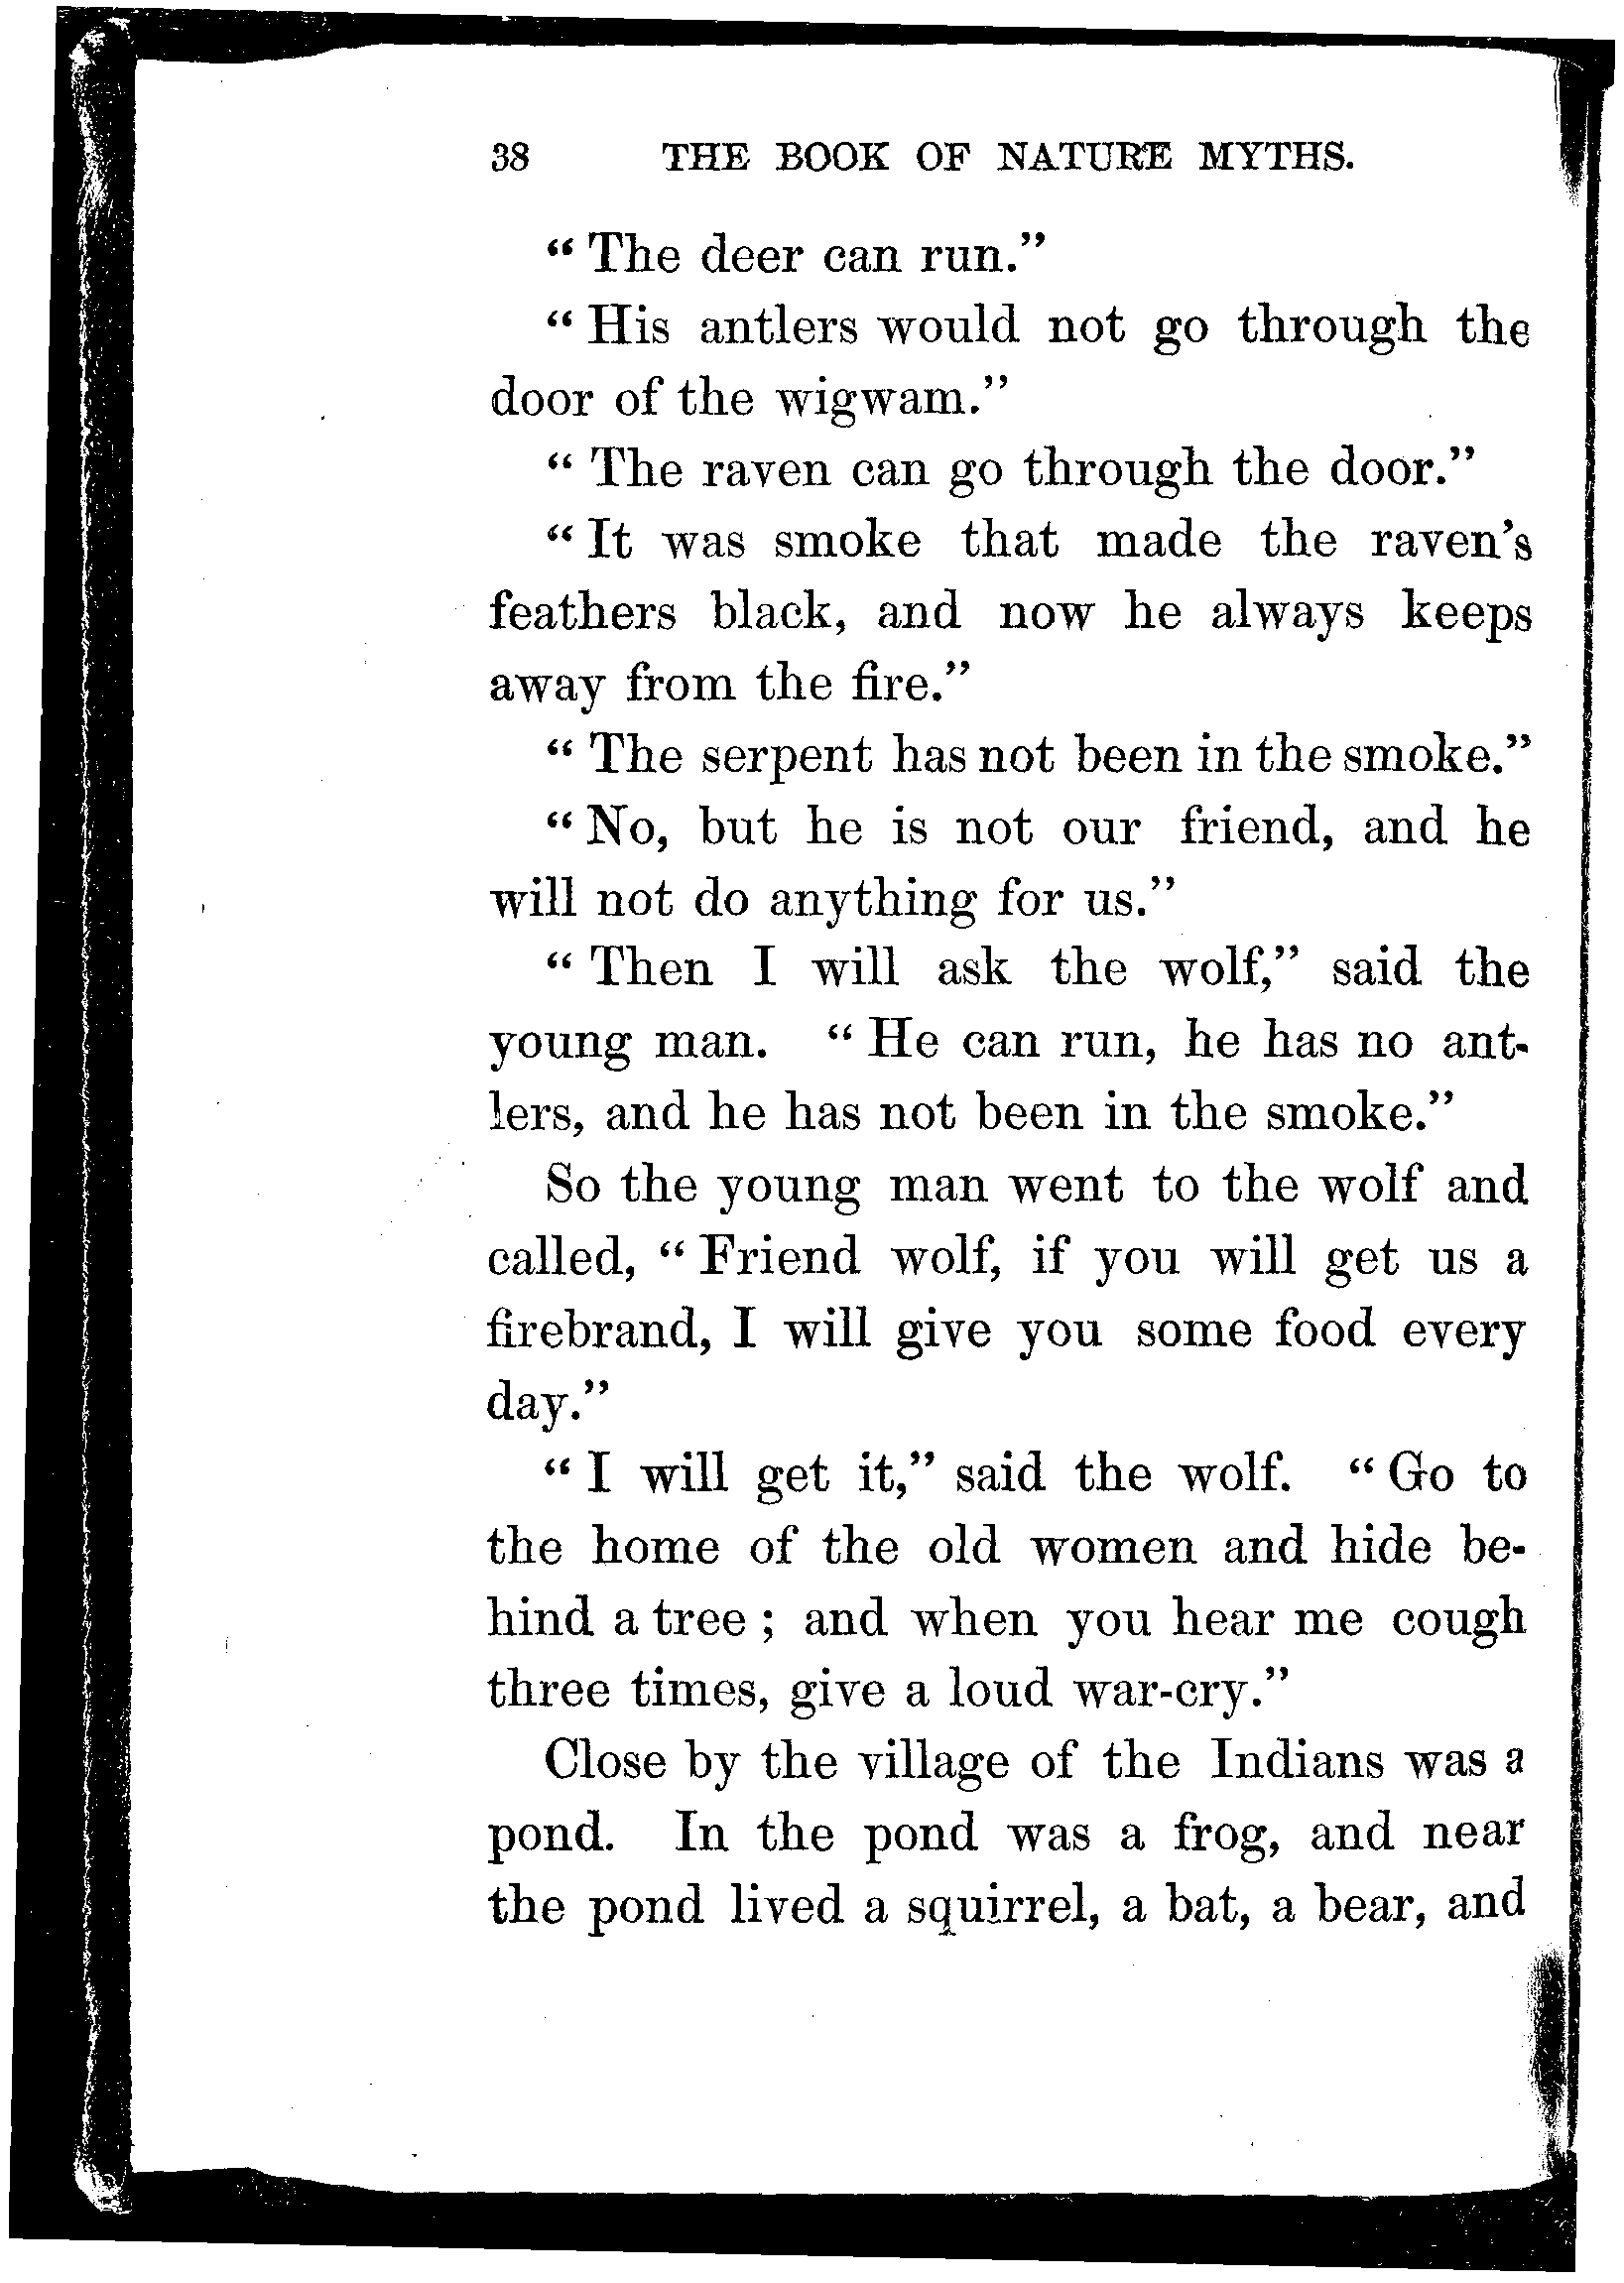 38 THE BOOK OF NATURE MYTHS.
“ The deer can run.”
“ His antlers would not go through the
door of the wigwam.”
“ The raven can go through the door.”
“ It was smoke that made the raven’s
feathers black, and now he always keeps
away from the fire.”
“ The serpent has not been in the smoke.”
“ No, but he is not our friend, and he
will not do anything for us.”
“ Then I will ask the wolf,” said the
young man. “ He can run, he has no ant-
lers, and he has not been in the smoke.”
So the young man went to the wolf and
called, “ Friend wolf, if you will get us a
firebrand, I will give you some food every
day.”
“ I will get it,” said the wolf. “ Go to
the home of the old women and hide be-
hind a tree ; and when you hear me cough
three times, give a loud war-cry.”
Close by the village of the Indians was a
pond. In the pond was a frog, and near
the pond lived a squirrel, a bat, a bear, and